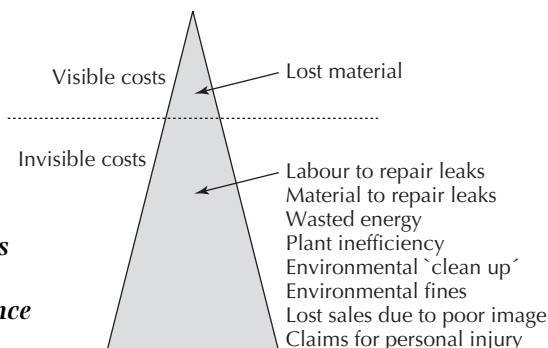 Visible costs
Lost material
Invisible costs
Labour to repair leaks
Material to repair leaks
Wasted energy
Plant inefficiency
Environmental `clean up´
Environmental fines
Lost sales due to poor image
Claims for personal injury